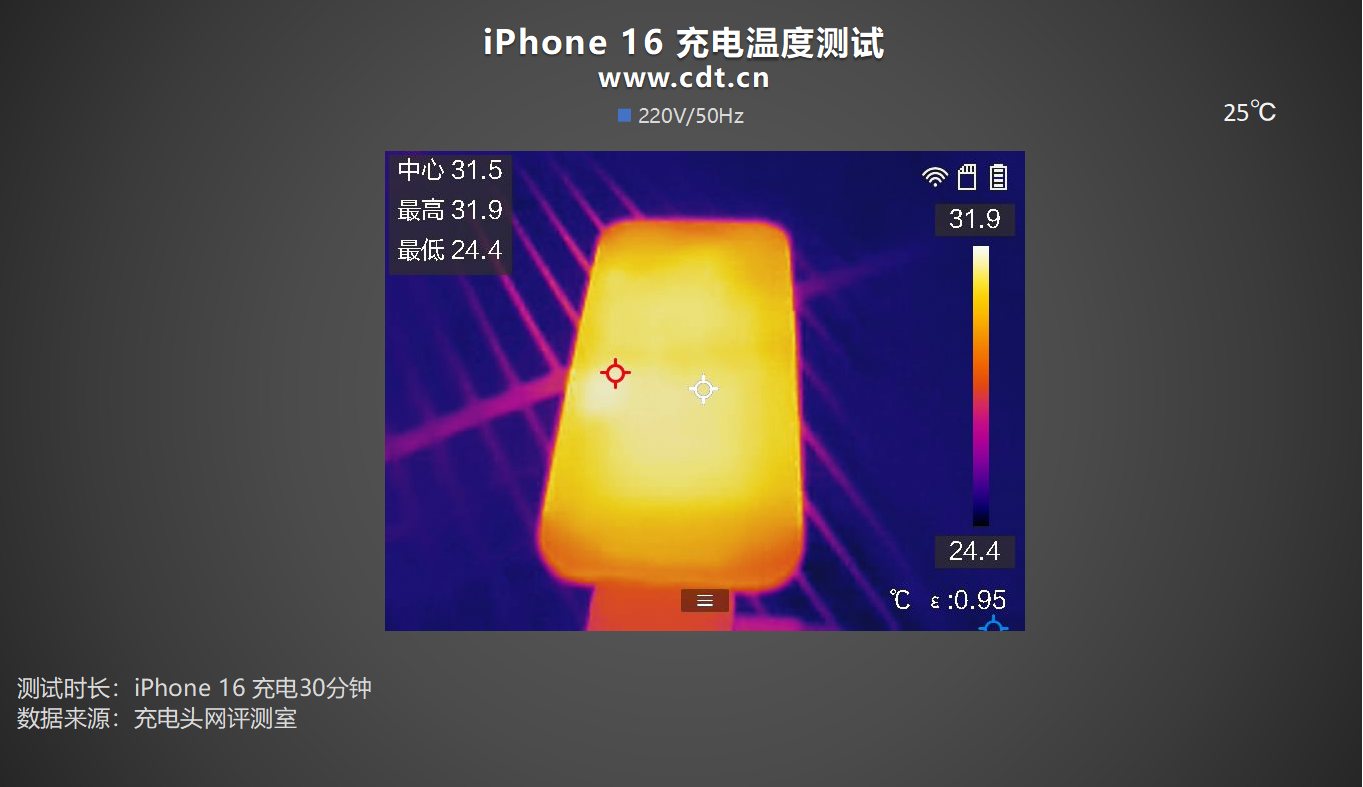 iPhone 16 充电温度测试
www.cdt.cn
220V/50Hz
25℃
中心 31.5
最高 31.9
最低 24.4
31.9
24.4
℃ ε :0.95
测试时长：iPhone 16 充电30分钟
数据来源：充电头网评测室